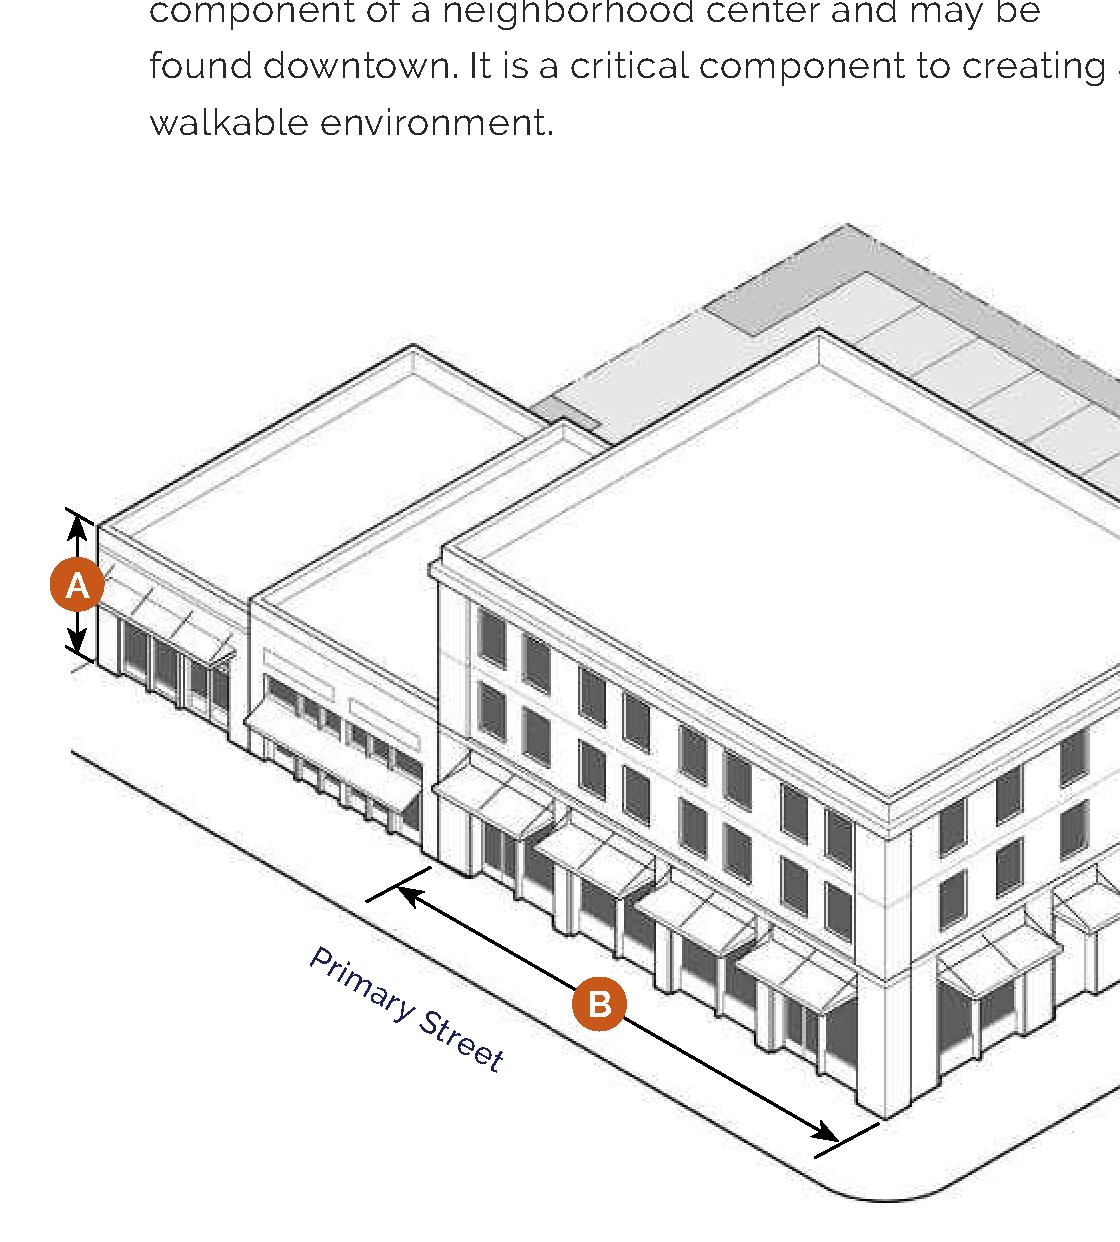 component of a neighborhood center and may be
found downtown. It is a critical component to creating
walkable environment.
A
B
Primary Street